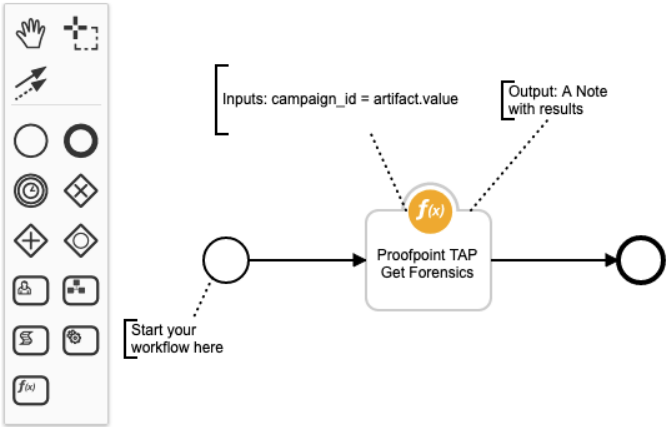 Inputs: campaign_id = artifact.value
Output: A Note
with results
f(x)
Proofpoint TAP
Get Forensics
Start your
workflow here
f(x)